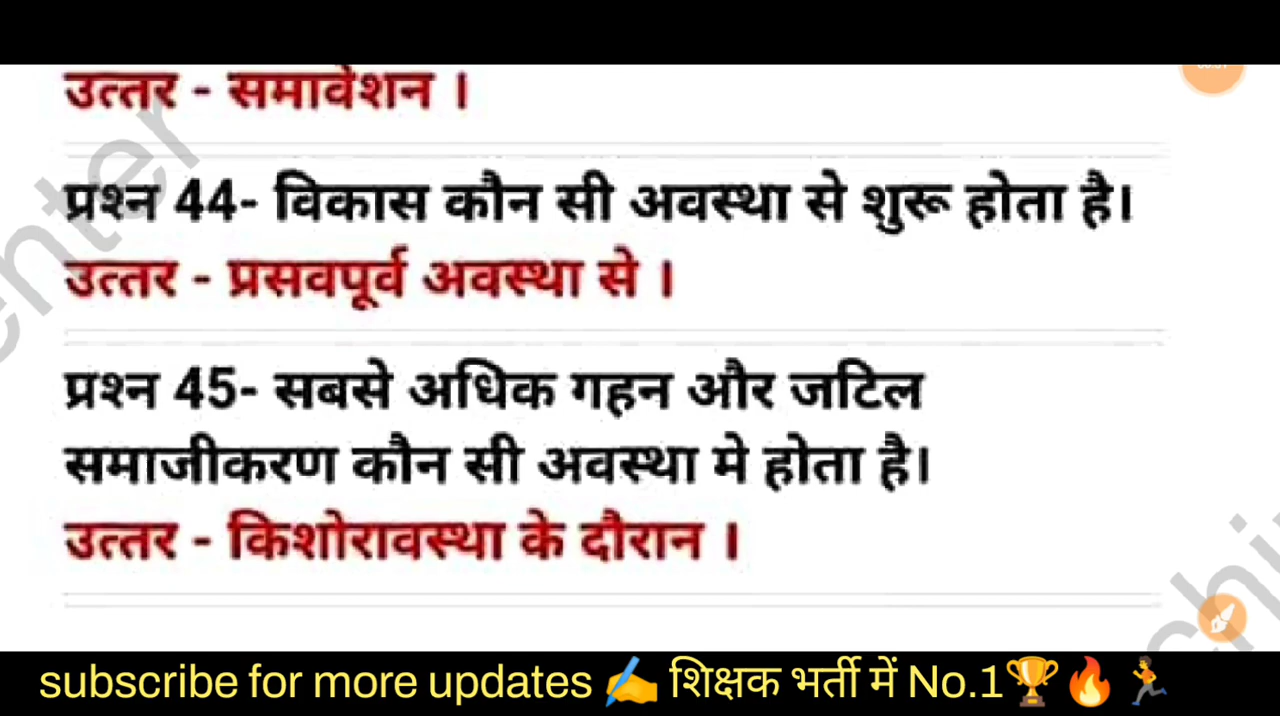 उत्तर - समावेशन ।
प्रश्न 44- विकास कौन सी अवस्था से शुरू होता है।
उत्तर - प्रसवपूर्व अवस्था से ।
प्रश्न 45- सबसे अधिक गहन और जटिल
समाजीकरण कौन सी अवस्था मे होता है।
उत्तर - किशोरावस्था के दौरान ।
subscribe for more updates ✍️ शिक्षक भर्ती में No.1🏆🔥🏃